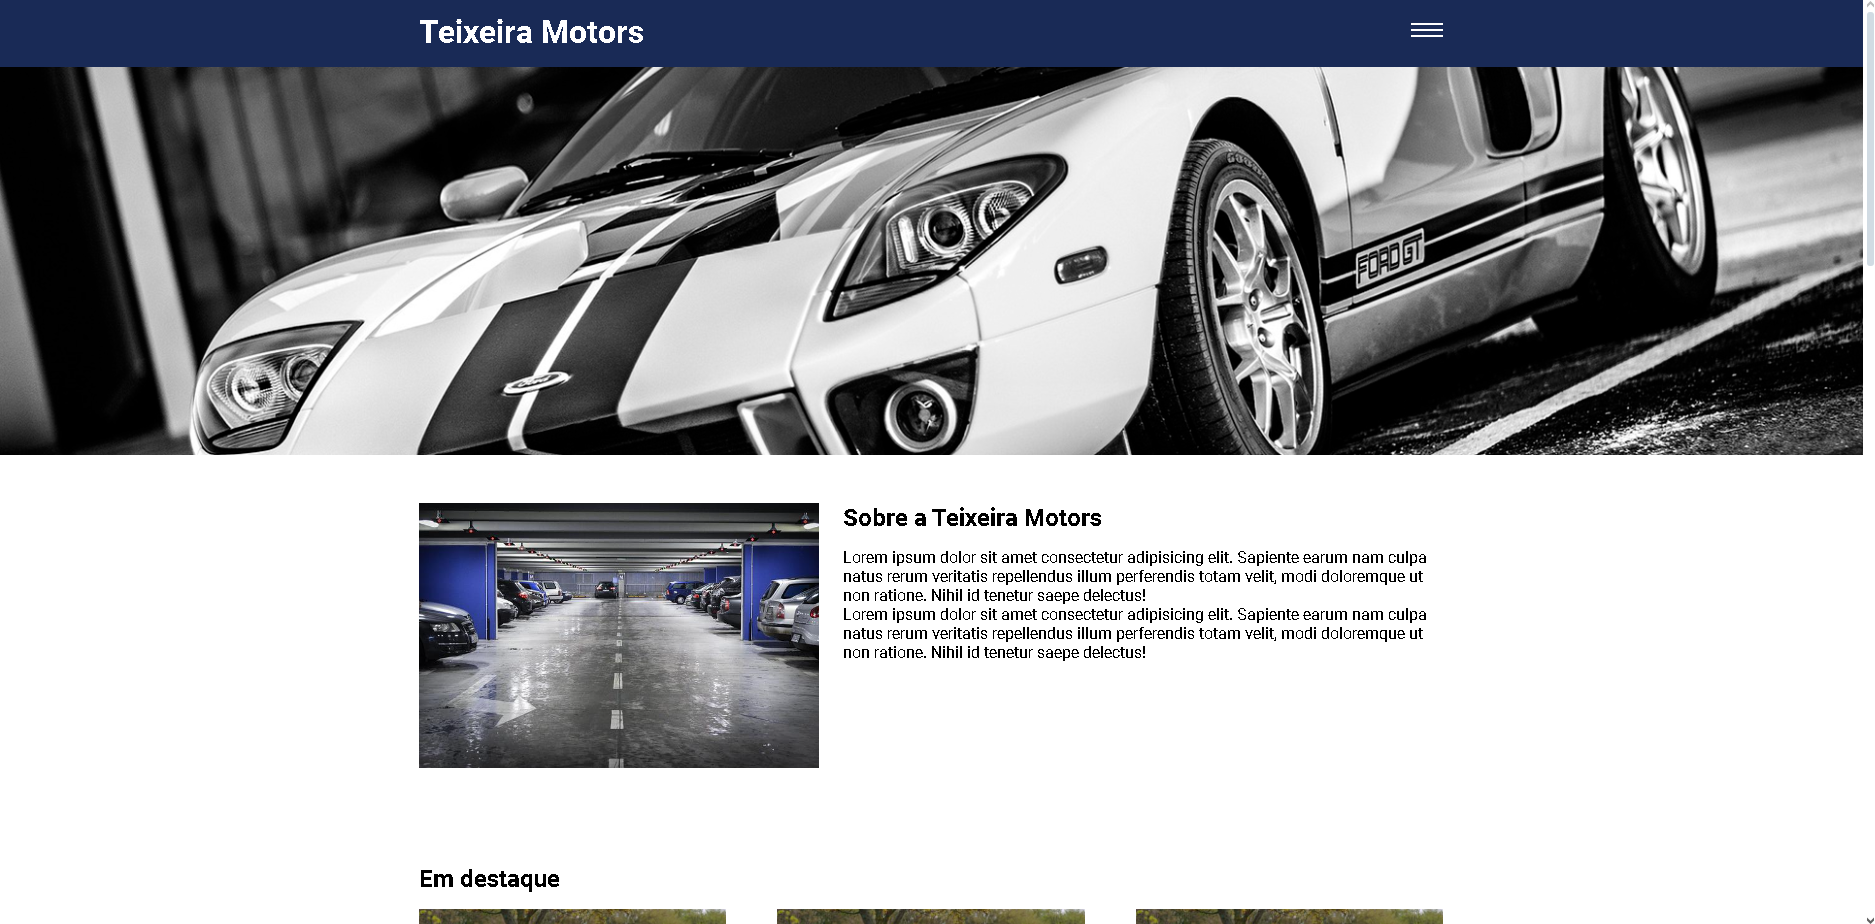 Teixeira Motors
FORD GT
Ford
Sobre a Teixeira Motors
Lorem ipsum dolor sit amet consectetur adipisicing elit. Sapiente earum nam culpa
natus rerum veritatis repellendus illum perferendis totam velit, modi doloremque ut
non ratione. Nihil id tenetur saepe delectus!
Lorem ipsum dolor sit amet consectetur adipisicing elit. Sapiente earum nam culpa
natus rerum veritatis repellendus illum perferendis totam velit, modi doloremque ut
non ratione. Nihil id tenetur saepe delectus!
Em destaque